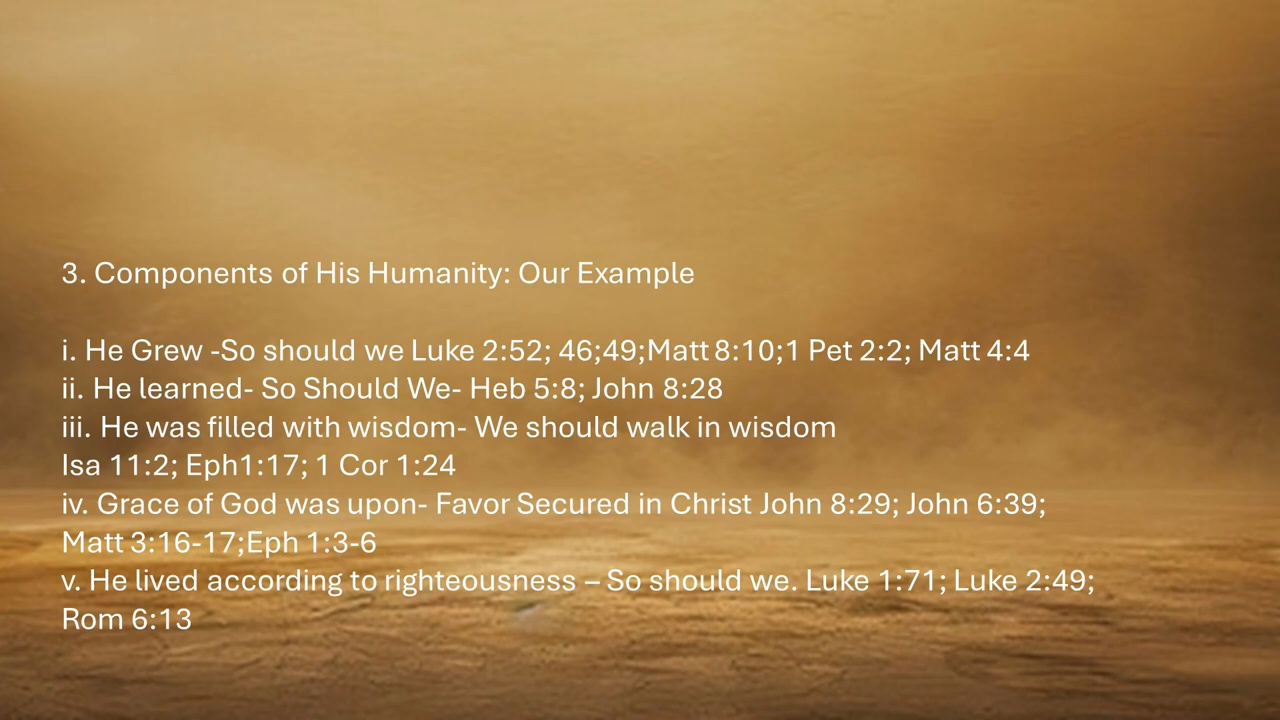 3. Components of His Humanity: Our Example
i. He Grew -So should we Luke 2:52; 46;49;Matt 8:10;1 Pet 2:2; Matt 4:4
ii. He learned- So Should We- Heb 5:8; John 8:28
iii. He was filled with wisdom- We should walk in wisdom
Isa 11:2; Eph1:17; 1 Cor 1:24
iv. Grace of God was upon- Favor Secured in Christ John 8:29; John 6:39;
Matt 3:16-17;Eph 1:3-6
v. He lived according to righteousness – So should we. Luke 1:71; Luke 2:49;
Rom 6:13